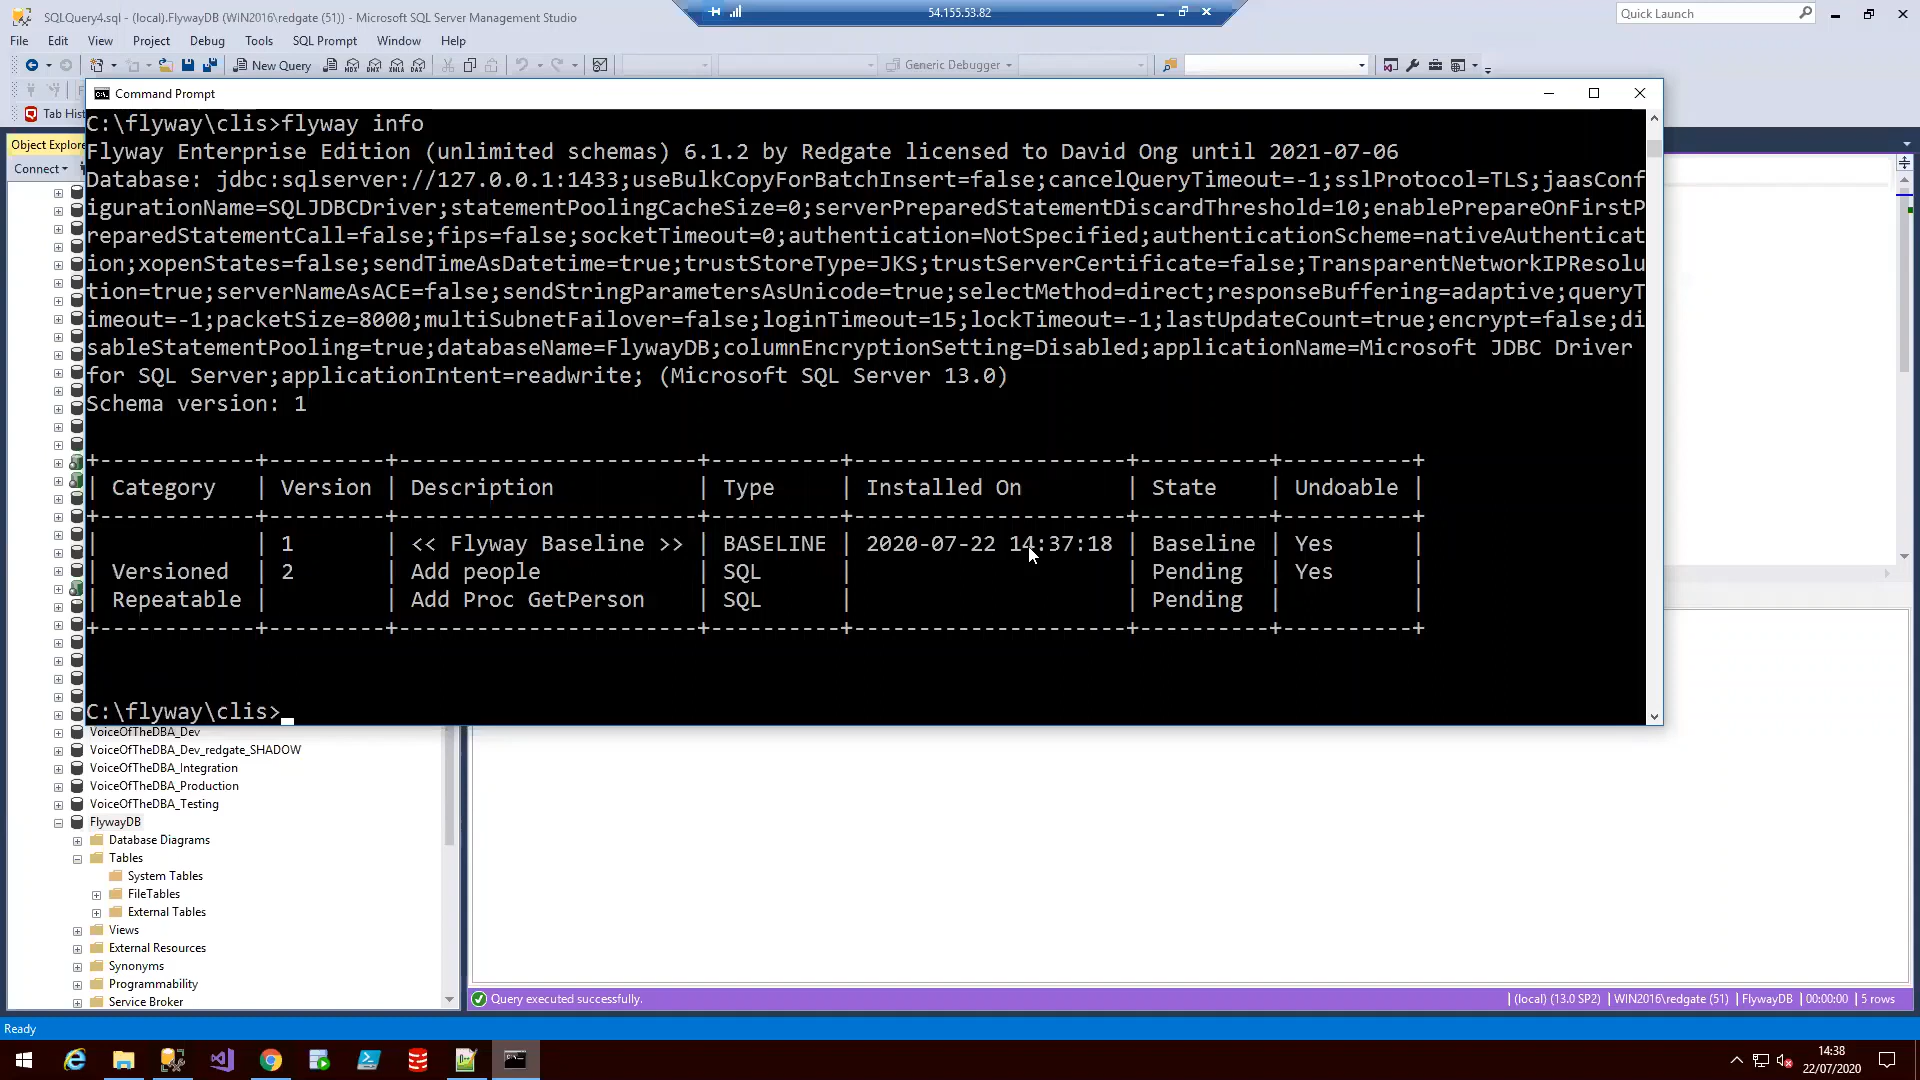 SQLQuery4.sql - (local).FlywayDB (WIN2016\redgate (51)) - Microsoft SQL Server Management Studio
54.155.53.82
Quick Launch
File Edit View Project Debug Tools SQL Prompt Window Help
New Query
Generic Debugger
Tab Hist
Command Prompt
Object Explore
Connect
C:\flyway\clis>flyway info
Flyway Enterprise Edition (unlimited schemas) 6.1.2 by Redgate licensed to David Ong until 2021-07-06
Database: jdbc:sqlserver://127.0.0.1:1433;useBulkCopyForBatchInsert=false;cancelQueryTimeout=-1;sslProtocol=TLS;jaasConf
igurationName=SQLJDBCDriver;statementPoolingCacheSize=0;serverPreparedStatementDiscardThreshold=10;enablePrepareOnFirstP
reparedStatementCall=false;fips=false;socketTimeout=0;authentication=NotSpecified;authenticationScheme=nativeAuthenticat
ion;xopenStates=false;sendTimeAsDatetime=true;trustStoreType=JKS;trustServerCertificate=false;TransparentNetworkIPResolu
tion=true;serverNameAsACE=false;sendStringParametersAsUnicode=true;selectMethod=direct;responseBuffering=adaptive;queryT
imeout=-1;packetSize=8000;multiSubnetFailover=false;loginTimeout=15;lockTimeout=-1;lastUpdateCount=true;encrypt=false;di
sableStatementPooling=true;databaseName=FlywayDB;columnEncryptionSetting=Disabled;applicationName=Microsoft JDBC Driver
for SQL Server;applicationIntent=readwrite; (Microsoft SQL Server 13.0)
Schema version: 1
+------------+---------+-----------------------+----------+---------------------+----------+----------+
| Category | Version | Description | Type | Installed On | State | Undoable |
+------------+---------+-----------------------+----------+---------------------+----------+----------+
| | 1 | << Flyway Baseline >> | BASELINE | 2020-07-22 14:37:18 | Baseline | Yes |
| Versioned | 2 | Add people | SQL | | Pending | Yes |
| Repeatable | | Add Proc GetPerson | SQL | | Pending | |
+------------+---------+-----------------------+----------+---------------------+----------+----------+
C:\flyway\clis>
VoiceOfTheDBA_Dev
VoiceOfTheDBA_Dev_redgate_SHADOW
VoiceOfTheDBA_Integration
VoiceOfTheDBA_Production
VoiceOfTheDBA_Testing
FlywayDB
Database Diagrams
Tables
System Tables
FileTables
External Tables
Views
External Resources
Synonyms
Programmability
Service Broker
Query executed successfully.
(local) (13.0 SP2) | WIN2016\redgate (51) | FlywayDB | 00:00:00 | 5 rows
Ready
14:38
22/07/2020